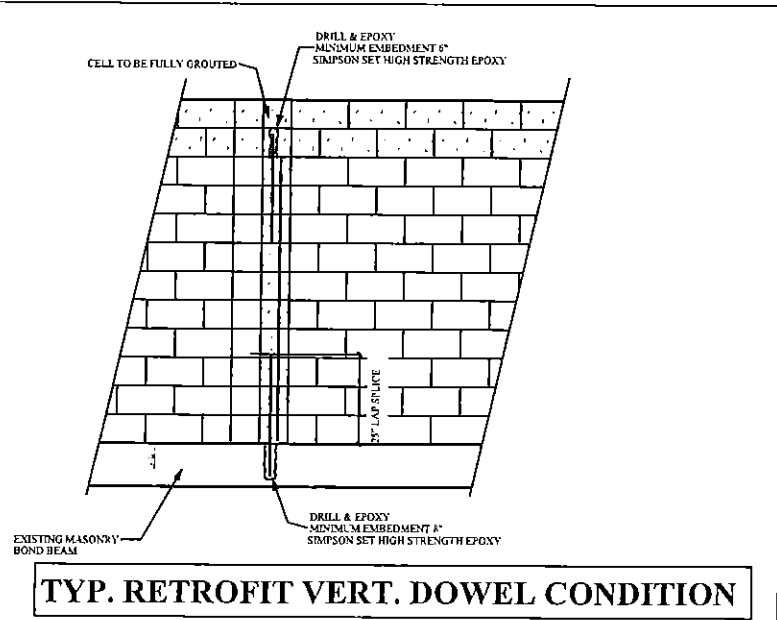 DRILL & EPOXY
MINIMUM EMBEDMENT 6"
SIMPSON SET HIGH STRENGTH EPOXY
CELL TO BE FULLY GROUTED
25" LAP SPLICE
DRILL & EPOXY
MINIMUM EMBEDMENT 8"
SIMPSON SET HIGH STRENGTH EPOXY
EXISTING MASONRY
BOND BEAM
TYP. RETROFIT VERT. DOWEL CONDITION